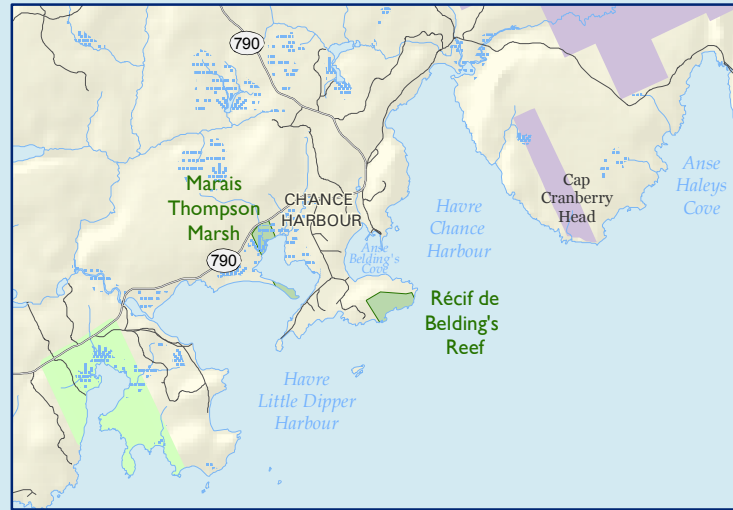 790
Marais
Thompson
Marsh
CHANCE
HARBOUR
790
Anse
Belding's
Cove
Havre
Chance
Harbour
Cap
Cranberry
Head
Anse
Haleys
Cove
Récif de
Belding's
Reef
Havre
Little Dipper
Harbour